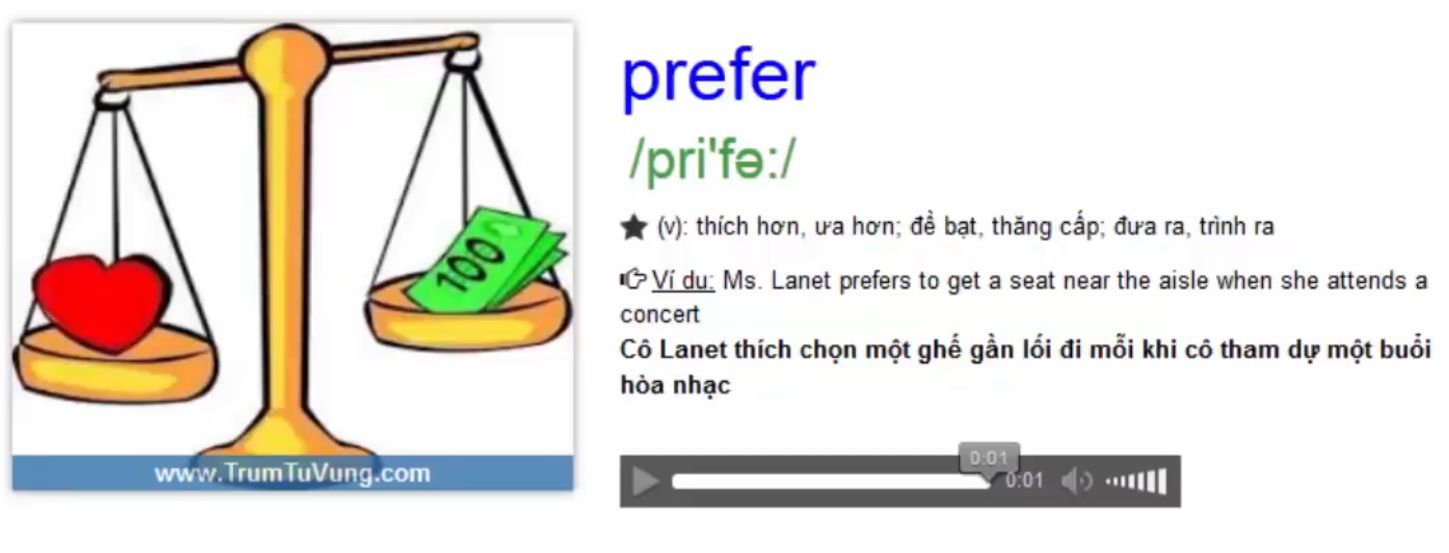 prefer
/pri'fə:/
(v): thích hơn, ưa hơn; đề bạt, thăng cấp; đưa ra, trình ra
Ví dụ: Ms. Lanet prefers to get a seat near the aisle when she attends a
concert
Cô Lanet thích chọn một ghế gần lối đi mỗi khi cô tham dự một buổi
hòa nhạc
100
www.TrumTuVung.com
0:01
0:01